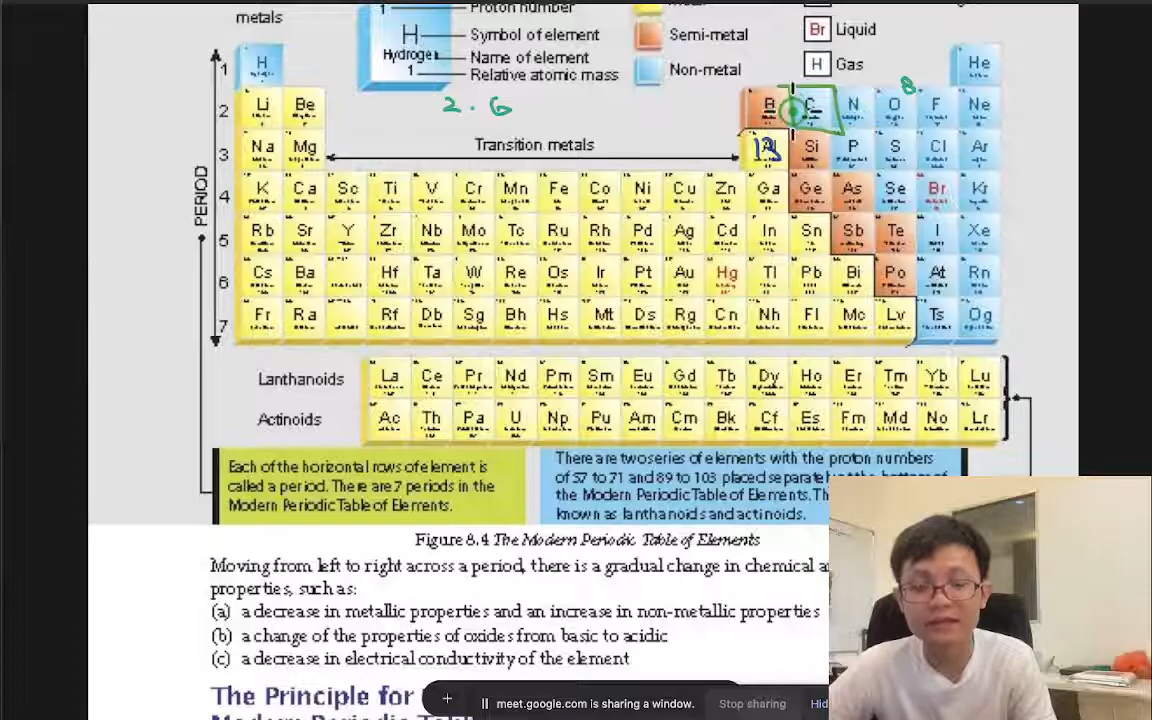 metals
1 Proton number
H Symbol of element
Hydrogen Name of element
1 Relative atomic mass
Semi-metal
Non-metal
Br Liquid
H Gas
2.6
8.
PERIOD
1 H He
2 Li Be B C N O F Ne
Transition metals
3 Na Mg 13 Si P S Cl Ar
4 K Ca Sc Ti V Cr Mn Fe Co Ni Cu Zn Ga Ge As Se Br Kr
5 Rb Sr Y Zr Nb Mo Tc Ru Rh Pd Ag Cd In Sn Sb Te I Xe
6 Cs Ba Hf Ta W Re Os Ir Pt Au Hg Tl Pb Bi Po At Rn
7 Fr Ra Rf Db Sg Bh Hs Mt Ds Rg Cn Nh Fl Mc Lv Ts Og
Lanthanoids La Ce Pr Nd Pm Sm Eu Gd Tb Dy Ho Er Tm Yb Lu
Actinoids Ac Th Pa U Np Pu Am Cm Bk Cf Es Fm Md No Lr
Each of the horizontal rows of element is
called a period. There are 7 periods in the
Modern Periodic Table of Elements.
There are two series of elements with the proton numbers
of 57 to 71 and 89 to 103 placed separate
the Modern Periodic Table of Elements. Th
known as lanthanoids and actinoids.
Figure 8.4 The Modern Periodic Table of Elements
Moving from left to right across a period, there is a gradual change in chemical a
properties, such as:
(a) a decrease in metallic properties and an increase in non-metallic properties
(b) a change of the properties of oxides from basic to acidic
(c) a decrease in electrical conductivity of the element
The Principle for
meet.google.com is sharing a window.
Stop sharing
Hid